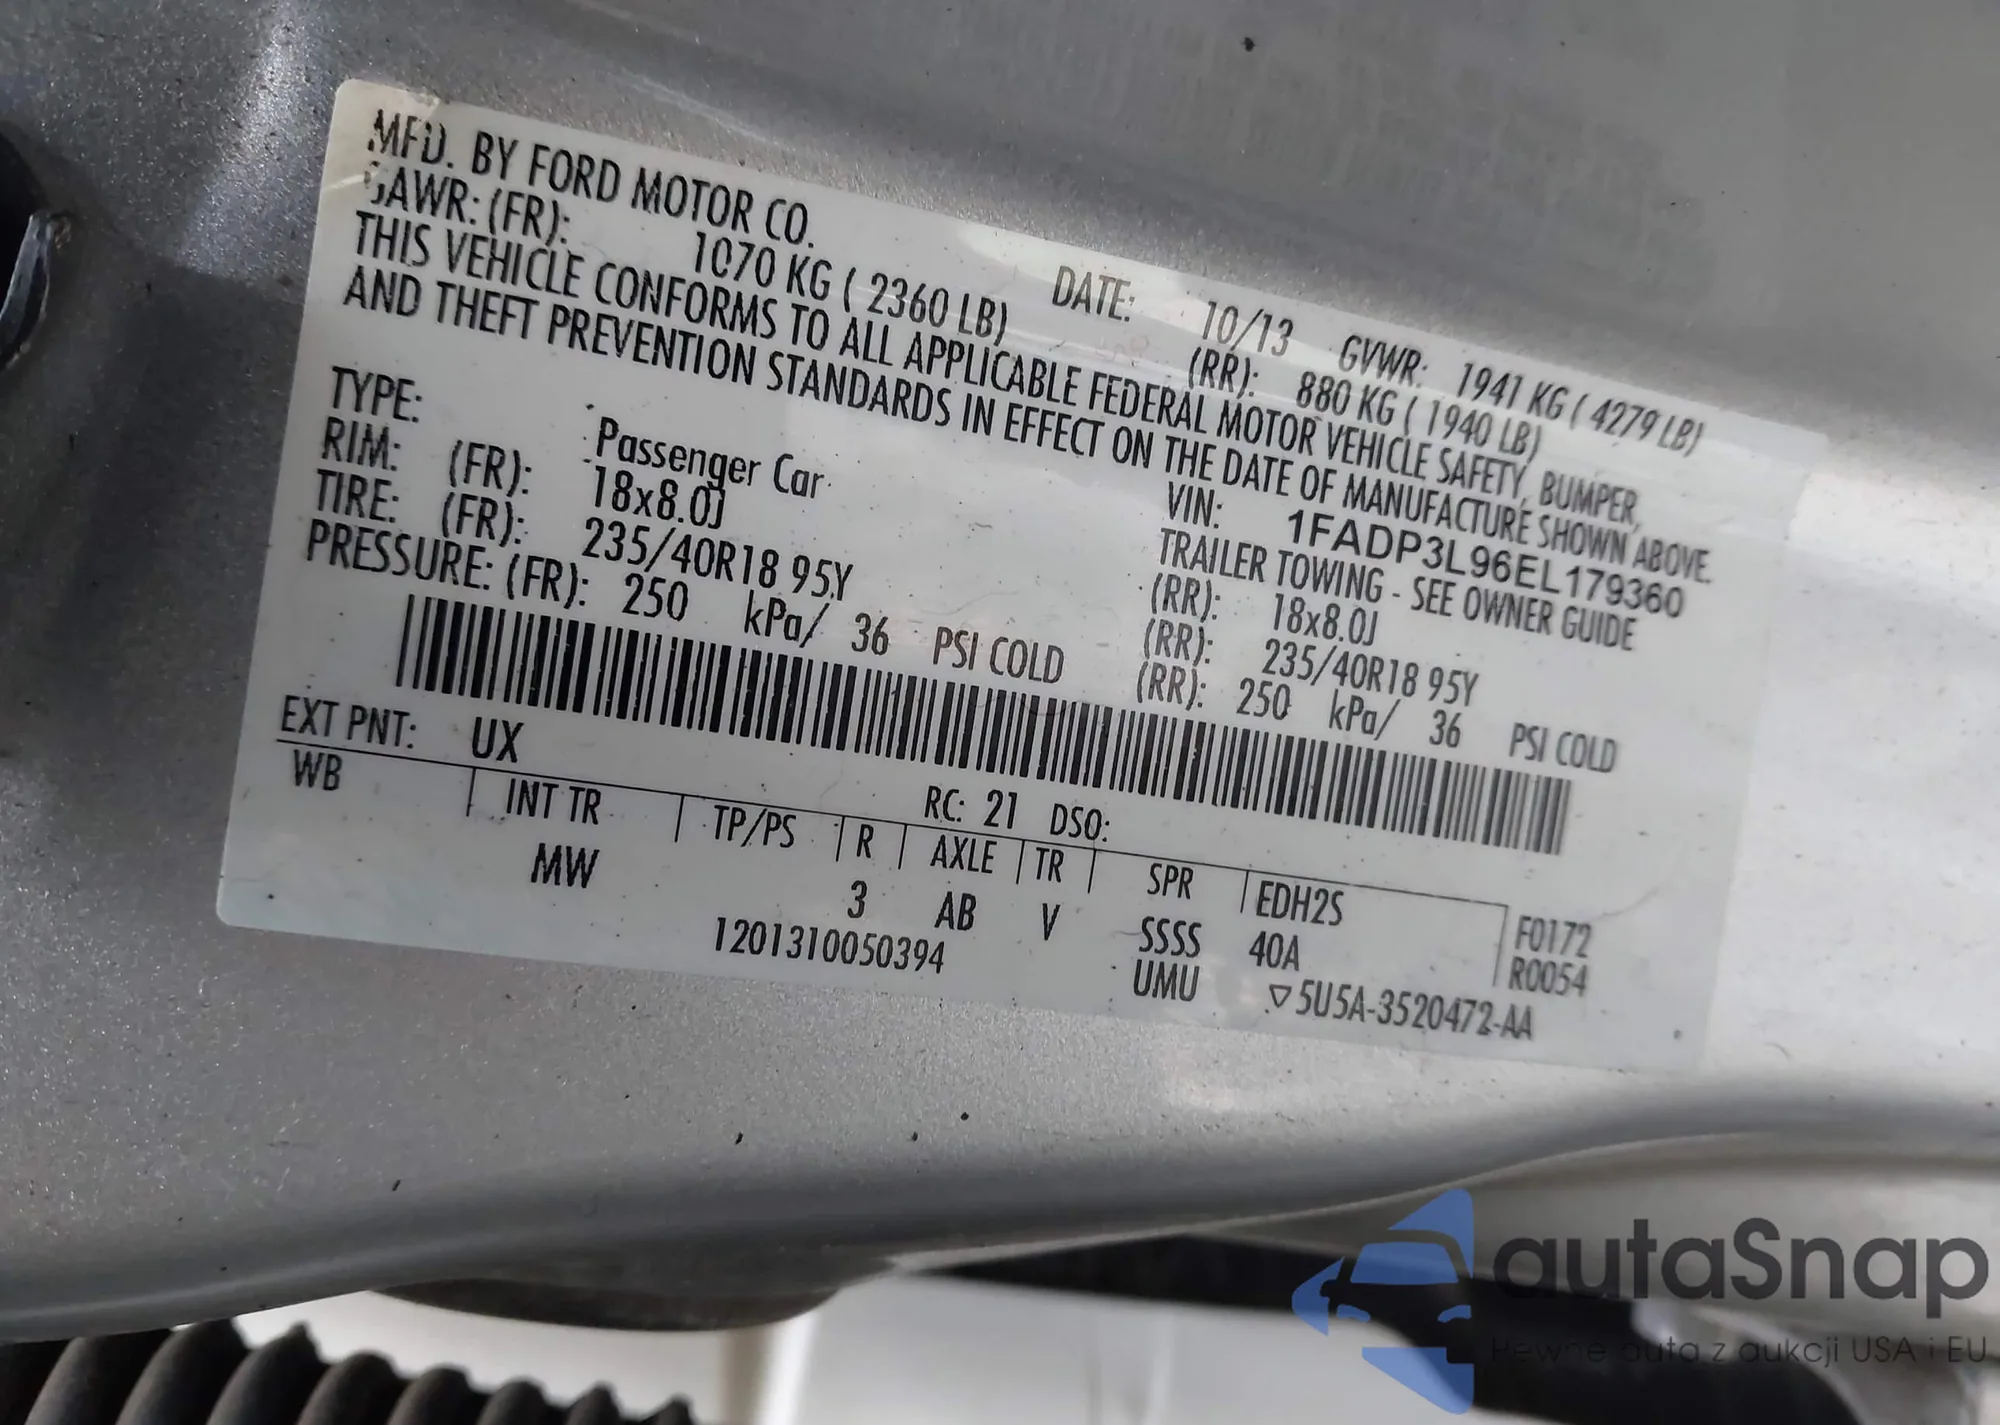 MFD. BY FORD MOTOR CO. DATE: 10/13 GVWR: 1941 KG ( 4279 LB)
GAWR: (FR): 1070 KG ( 2360 LB) (RR): 880 KG ( 1940 LB)
THIS VEHICLE CONFORMS TO ALL APPLICABLE FEDERAL MOTOR VEHICLE SAFETY, BUMPER,
AND THEFT PREVENTION STANDARDS IN EFFECT ON THE DATE OF MANUFACTURE SHOWN ABOVE.
VIN: 1FADP3L96EL179360
TYPE: Passenger Car TRAILER TOWING - SEE OWNER GUIDE
RIM: (FR): 18x8.0J (RR): 18x8.0J
TIRE: (FR): 235/40R18 95Y (RR): 235/40R18 95Y
PRESSURE: (FR): 250 kPa/ 36 PSI COLD (RR): 250 kPa/ 36 PSI COLD
EXT PNT: UX RC: 21 DSO:
WB INT TR TP/PS R AXLE TR SPR EDH2S F0172
MW 3 AB V SSSS 40A R0054
1201310050394 UMU ▽5U5A-3520472-AA
autaSnap
Pewne auta z aukcji USA i EU